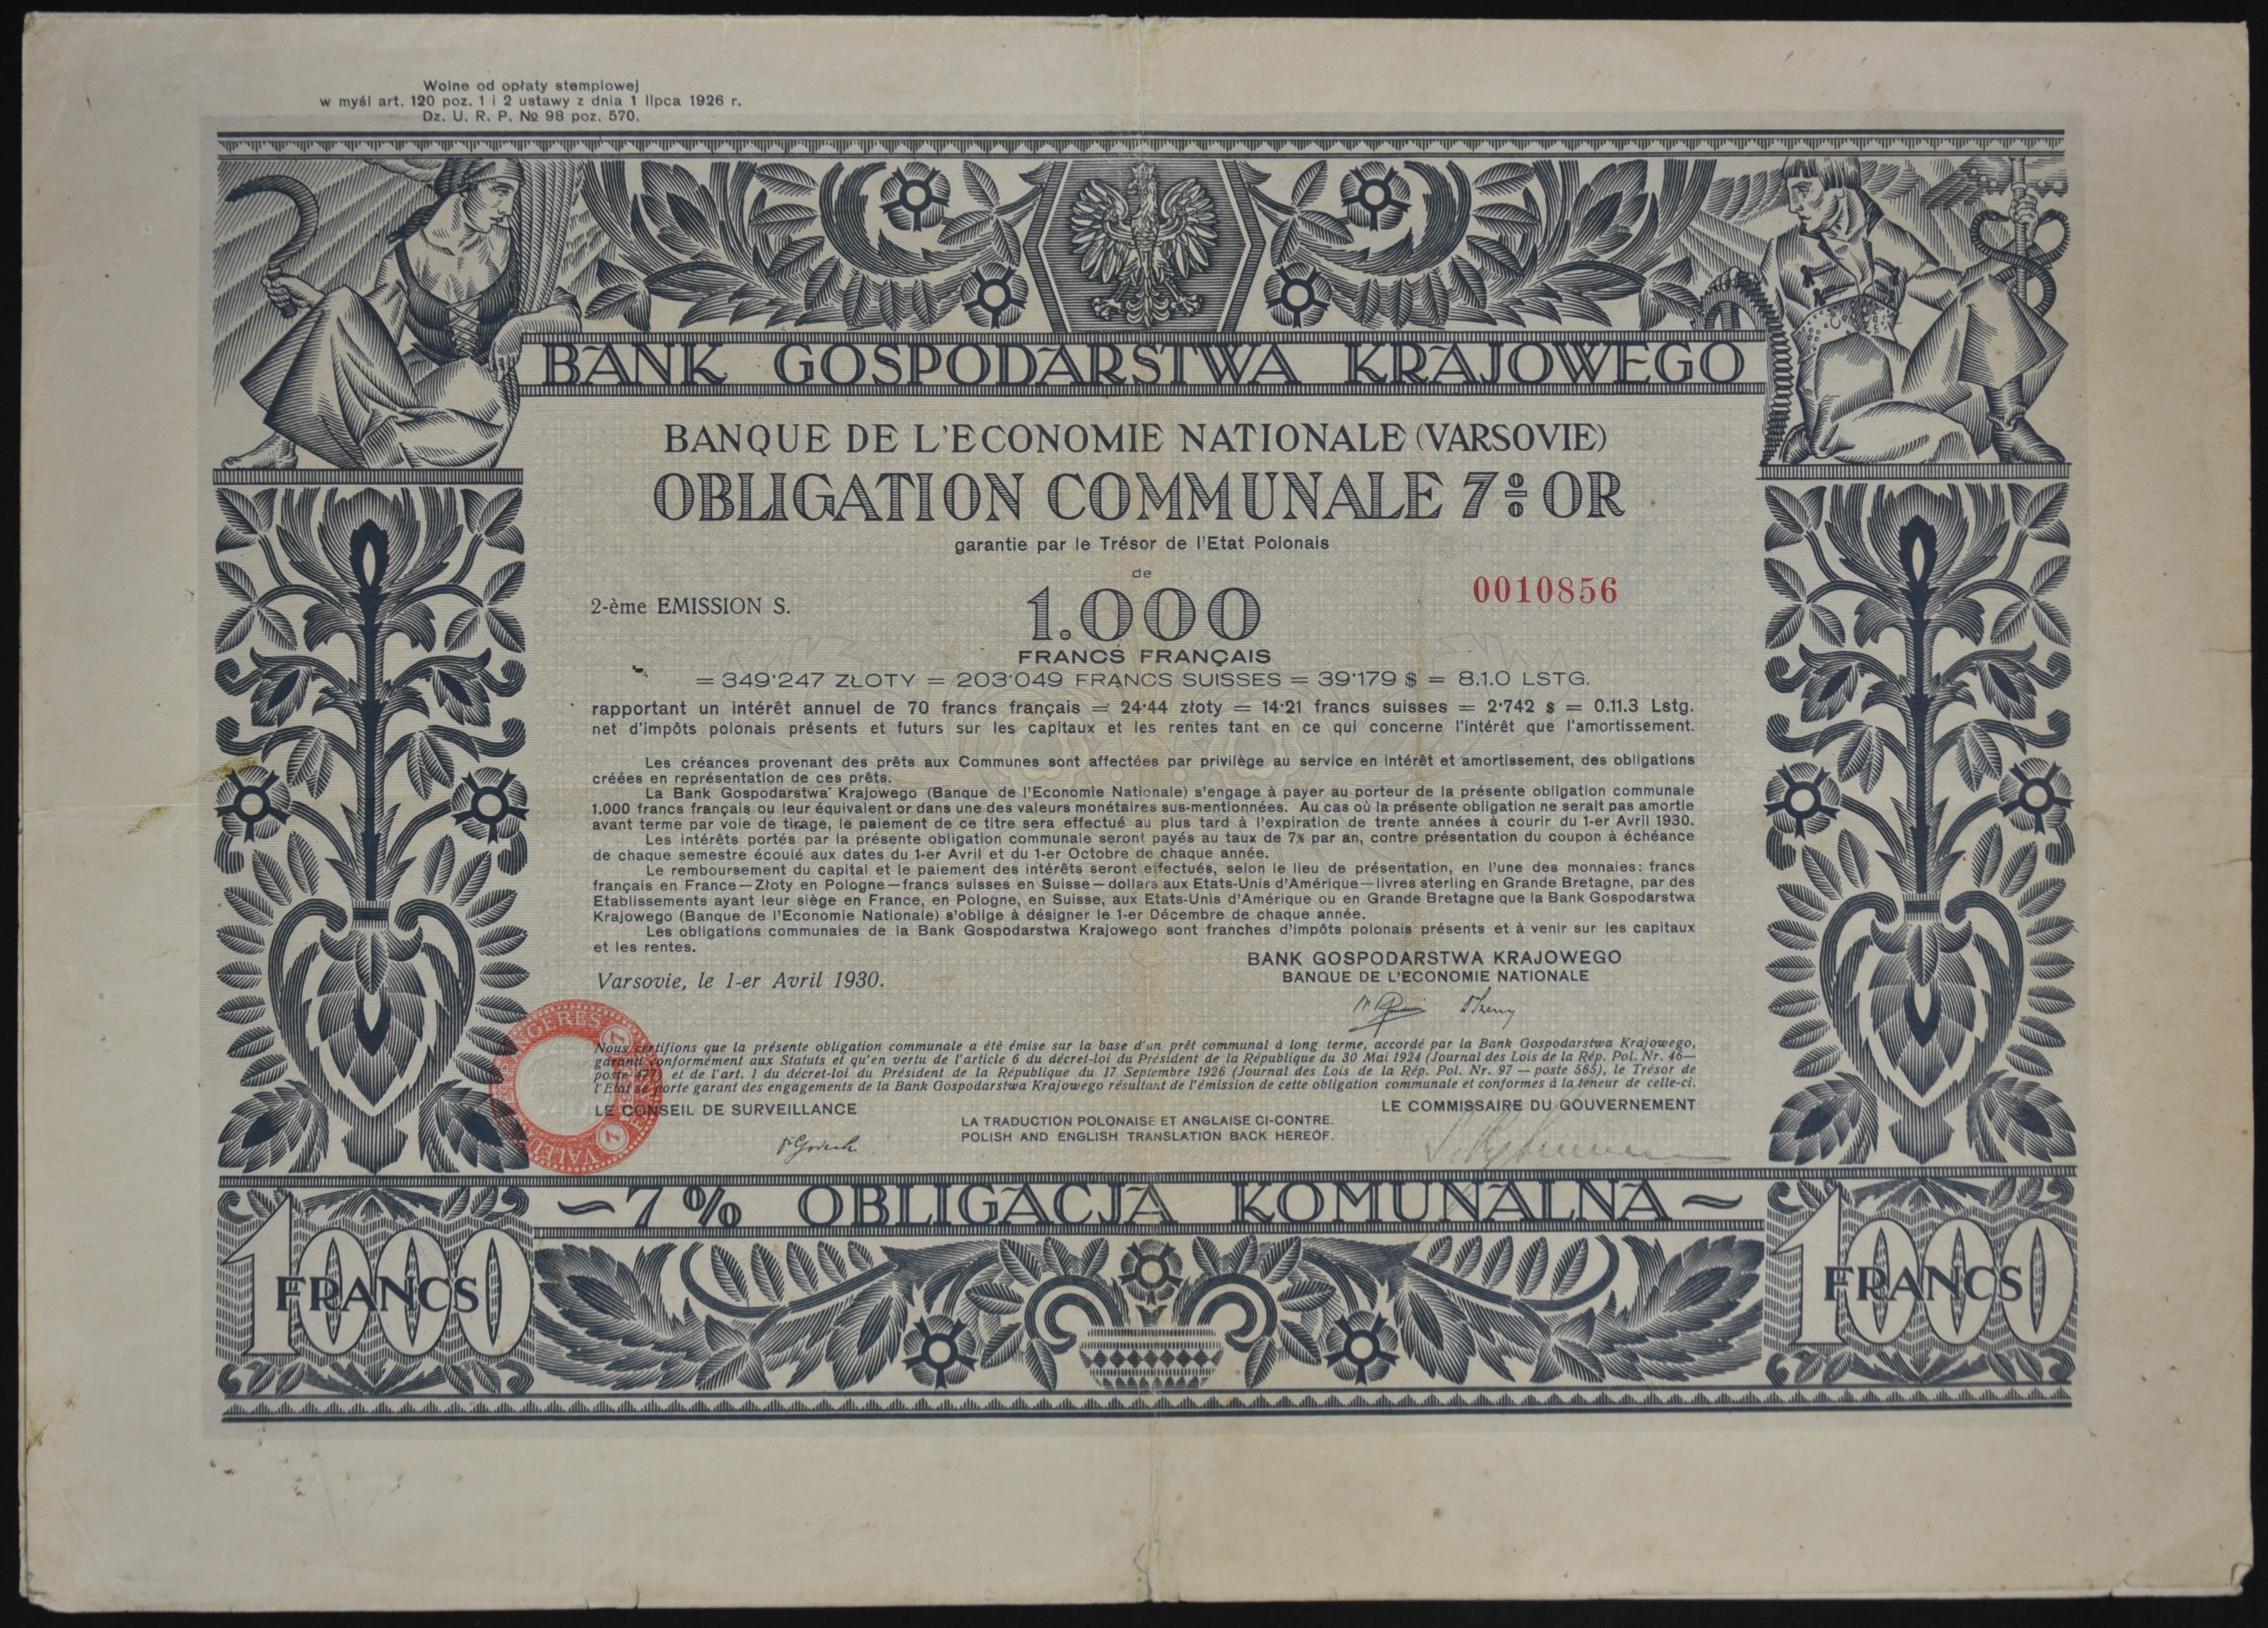 Wolne od opłaty stemplowej
w myśl art. 120 poz. 1 i 2 ustawy z dnia 1 lipca 1926 r.
Dz. U. R. P. № 98 poz. 570.
BANK GOSPODARSTWA KRAJOWEGO
BANQUE DE L'ECONOMIE NATIONALE (VARSOVIE)
OBLIGATION COMMUNALE 7% OR
garantie par le Trésor de l'Etat Polonais
de
2-ème EMISSION S.
1.000
0010856
FRANCS FRANÇAIS
= 349·247 ZŁOTY = 203·049 FRANCS SUISSES = 39·179 $ = 8.1.0 LSTG.
rapportant un intérêt annuel de 70 francs français = 24·44 złoty = 14·21 francs suisses = 2·742 $ = 0.11.3 Lstg.
net d'impôts polonais présents et futurs sur les capitaux et les rentes tant en ce qui concerne l'intérêt que l'amortissement.
Les créances provenant des prêts aux Communes sont affectées par privilège au service en intérêt et amortissement, des obligations
créées en représentation de ces prêts.
La Bank Gospodarstwa Krajowego (Banque de l'Economie Nationale) s'engage à payer au porteur de la présente obligation communale
1.000 francs français ou leur équivalent or dans une des valeurs monétaires sus-mentionnées. Au cas où la présente obligation ne serait pas amortie
avant terme par voie de tirage, le paiement de ce titre sera effectué au plus tard à l'expiration de trente années à courir du 1-er Avril 1930.
Les intérêts portés par la présente obligation communale seront payés au taux de 7% par an, contre présentation du coupon à échéance
de chaque semestre écoulé aux dates du 1-er Avril et du 1-er Octobre de chaque année.
Le remboursement du capital et le paiement des intérêts seront effectués, selon le lieu de présentation, en l'une des monnaies: francs
français en France—Złoty en Pologne—francs suisses en Suisse—dollars aux Etats-Unis d'Amérique—livres sterling en Grande Bretagne, par des
Etablissements ayant leur siège en France, en Pologne, en Suisse, aux Etats-Unis d'Amérique ou en Grande Bretagne que la Bank Gospodarstwa
Krajowego (Banque de l'Economie Nationale) s'oblige à désigner le 1-er Décembre de chaque année.
Les obligations communales de la Bank Gospodarstwa Krajowego sont franches d'impôts polonais présents et à venir sur les capitaux
et les rentes.
BANK GOSPODARSTWA KRAJOWEGO
BANQUE DE L'ECONOMIE NATIONALE
Varsovie, le 1-er Avril 1930.
Nous certifions que la présente obligation communale a été émise sur la base d'un prêt communal à long terme, accordé par la Bank Gospodarstwa Krajowego,
garanti conformément aux Statuts et qu'en vertu de l'article 6 du décret-loi du Président de la République du 30 Mai 1924 (Journal des Lois de la Rép. Pol. Nr. 46—
poste 477) et de l'art. 1 du décret-loi du Président de la République du 17 Septembre 1926 (Journal des Lois de la Rép. Pol. Nr. 97 — poste 565), le Trésor de
l'Etat se porte garant des engagements de la Bank Gospodarstwa Krajowego résultant de l'émission de cette obligation communale et conformes à la teneur de celle-ci.
LE CONSEIL DE SURVEILLANCE
LE COMMISSAIRE DU GOUVERNEMENT
LA TRADUCTION POLONAISE ET ANGLAISE CI-CONTRE.
POLISH AND ENGLISH TRANSLATION BACK HEREOF.
~7% OBLIGACJA KOMUNALNA~
1000
FRANCS
1000
FRANCS